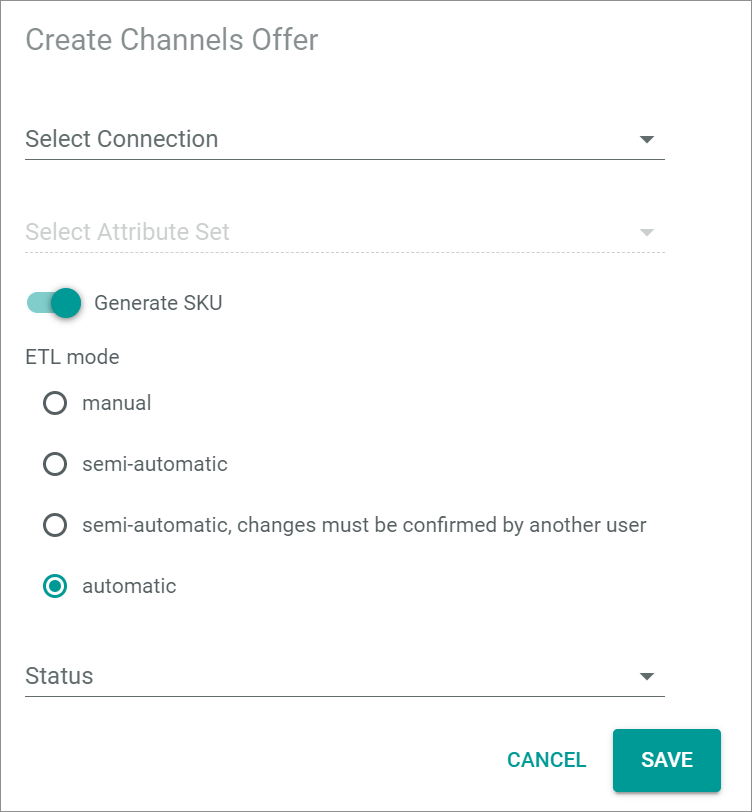 Create Channels Offer
Select Connection
Select Attribute Set
Generate SKU
ETL mode
manual
semi-automatic
semi-automatic, changes must be confirmed by another user
automatic
Status
CANCEL
SAVE